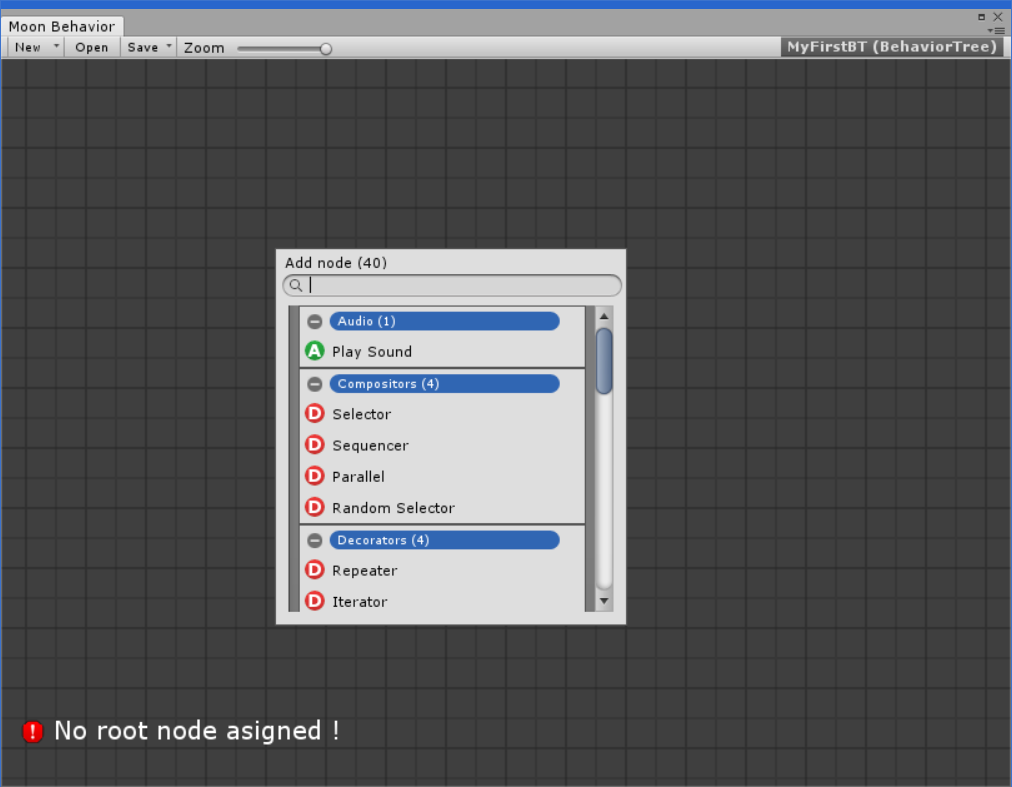 Moon Behavior
New Open Save Zoom MyFirstBT (BehaviorTree)
Add node (40)
Audio (1)
A Play Sound
Compositors (4)
D Selector
D Sequencer
D Parallel
D Random Selector
Decorators (4)
D Repeater
D Iterator
! No root node asigned !